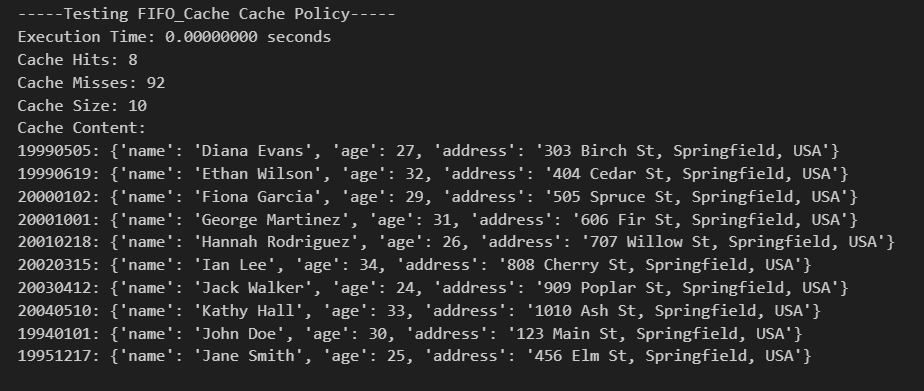 -----Testing FIFO_Cache Cache Policy-----
Execution Time: 0.00000000 seconds
Cache Hits: 8
Cache Misses: 92
Cache Size: 10
Cache Content:
19990505: {'name': 'Diana Evans', 'age': 27, 'address': '303 Birch St, Springfield, USA'}
19990619: {'name': 'Ethan Wilson', 'age': 32, 'address': '404 Cedar St, Springfield, USA'}
20000102: {'name': 'Fiona Garcia', 'age': 29, 'address': '505 Spruce St, Springfield, USA'}
20001001: {'name': 'George Martinez', 'age': 31, 'address': '606 Fir St, Springfield, USA'}
20010218: {'name': 'Hannah Rodriguez', 'age': 26, 'address': '707 Willow St, Springfield, USA'}
20020315: {'name': 'Ian Lee', 'age': 34, 'address': '808 Cherry St, Springfield, USA'}
20030412: {'name': 'Jack Walker', 'age': 24, 'address': '909 Poplar St, Springfield, USA'}
20040510: {'name': 'Kathy Hall', 'age': 33, 'address': '1010 Ash St, Springfield, USA'}
19940101: {'name': 'John Doe', 'age': 30, 'address': '123 Main St, Springfield, USA'}
19951217: {'name': 'Jane Smith', 'age': 25, 'address': '456 Elm St, Springfield, USA'}